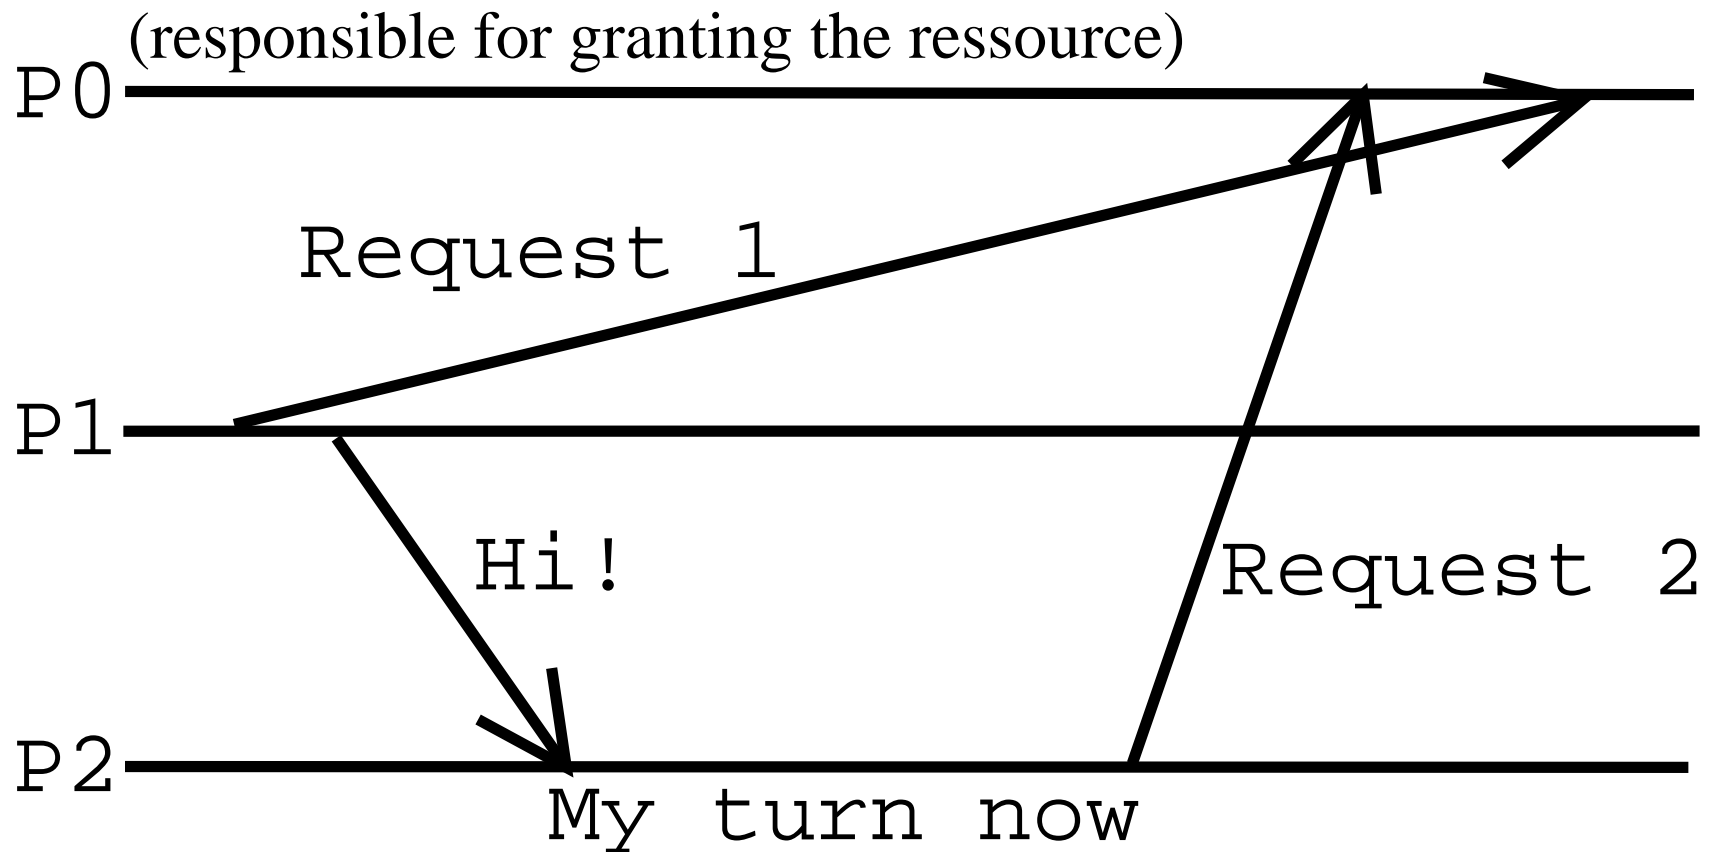 (responsible for granting the ressource)
P0
Request 1
P1
Hi!
Request 2
P2
My turn now